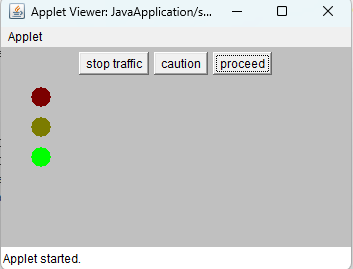 Applet Viewer: JavaApplication/s...
Applet
stop traffic caution proceed
Applet started.